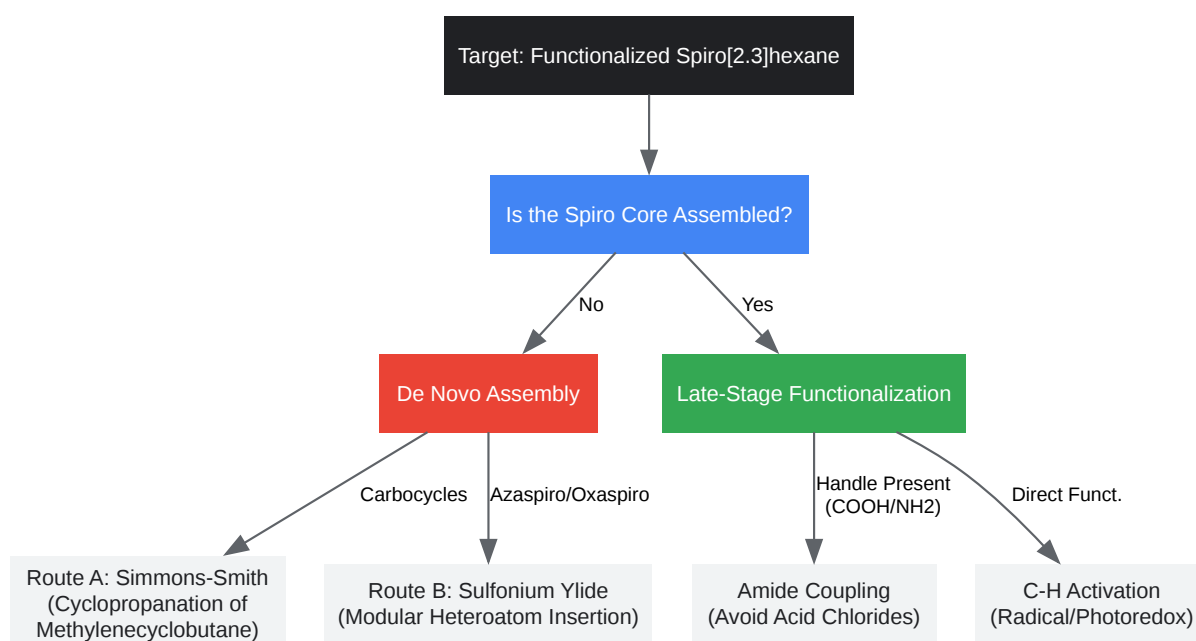 Target: Functionalized Spiro[2.3]hexane
Is the Spiro Core Assembled?
No
Yes
De Novo Assembly
Late-Stage Functionalization
Carbocycles
Azaspiro/Oxaspiro
Handle Present
(COOH/NH2)
Direct Funct.
Route A: Simmons-Smith
(Cyclopropanation of
Methylenecyclobutane)
Route B: Sulfonium Ylide
(Modular Heteroatom Insertion)
Amide Coupling
(Avoid Acid Chlorides)
C-H Activation
(Radical/Photoredox)